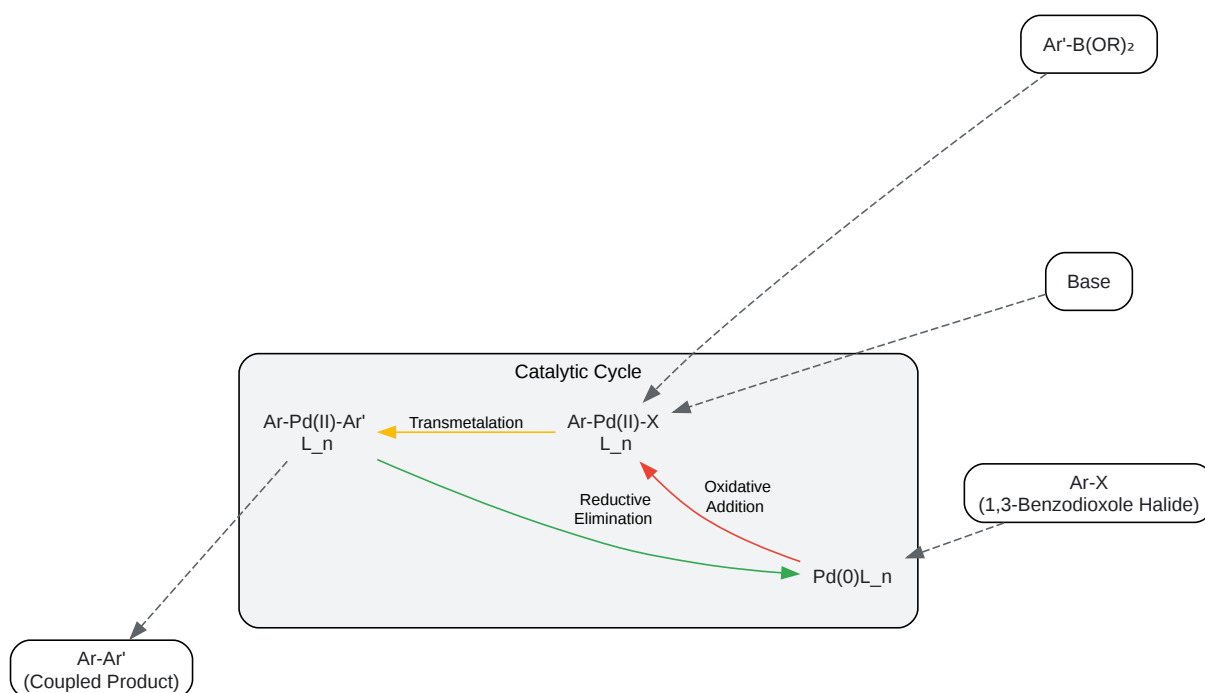 Ar'-B(OR)₂
Base
Catalytic Cycle
Ar-Pd(II)-Ar'
L_n
Transmetalation
Ar-Pd(II)-X
L_n
Reductive
Elimination
Oxidative
Addition
Ar-X
(1,3-Benzodioxole Halide)
Pd(0)L_n
Ar-Ar'
(Coupled Product)